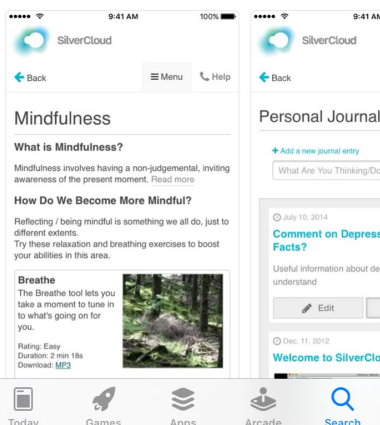 9:41 AM
100%
SilverCloud
Back
Menu
Help
Mindfulness
What is Mindfulness?
Mindfulness involves having a non-judgemental, inviting
awareness of the present moment. Read more
How Do We Become More Mindful?
Reflecting / being mindful is something we all do, just to
different extents.
Try these relaxation and breathing exercises to boost
your abilities in this area.
Breathe
The Breathe tool lets you
take a moment to tune in
to what's going on for
you.
Rating: Easy
Duration: 2 min 18s
Download: MP3
9:41 AM
SilverCloud
Back
Personal Journal
+ Add a new journal entry
What Are You Thinking/Do
July 10, 2014
Comment on Depress
Facts?
Useful information about de
understand
Edit
Dec. 11, 2012
Welcome to SilverClo
Today
Games
Apps
Arcade
Search